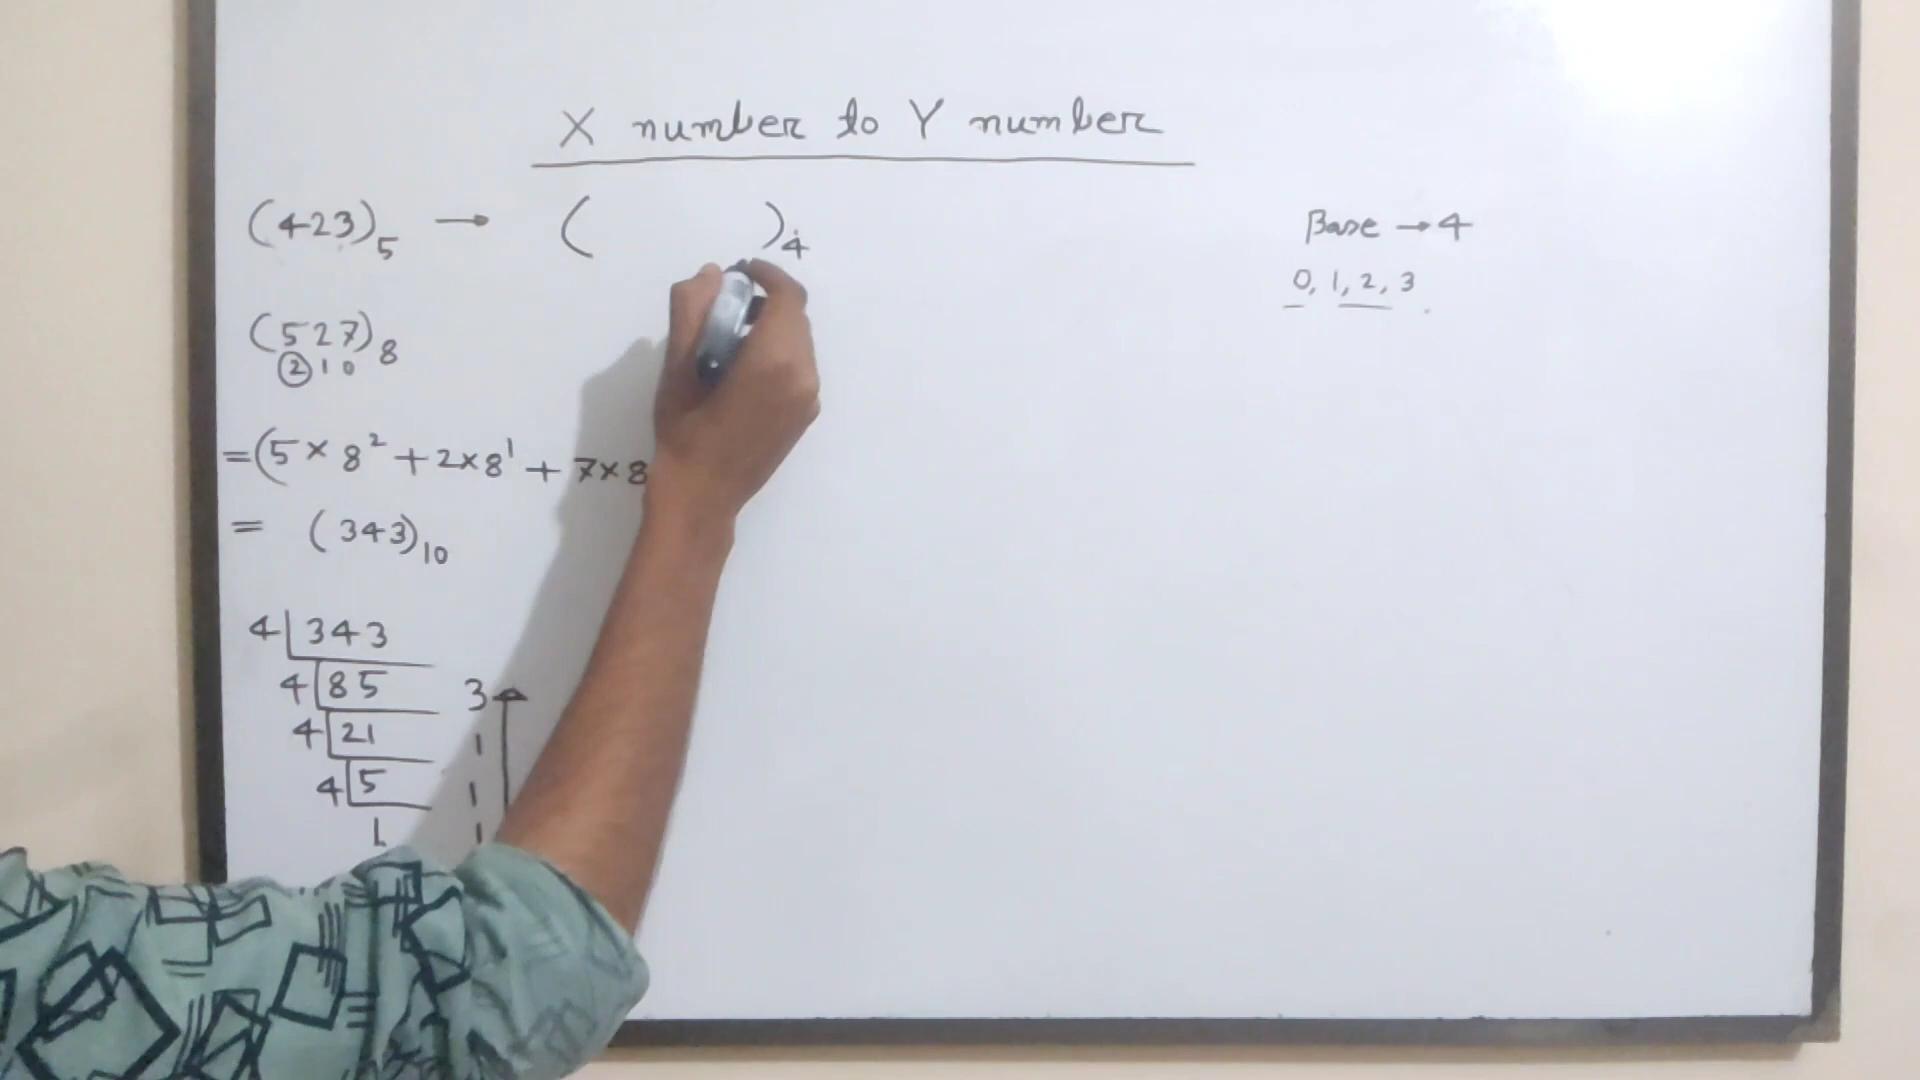 X number to Y number
(423)₅ → ( )₄
Base → 4
0, 1, 2, 3
(527)₈
② 1 0
= (5 × 8² + 2 × 8¹ + 7 × 8
= (343)₁₀
4 | 343
4 | 85 3
4 | 21 1
4 | 5 1
1 1